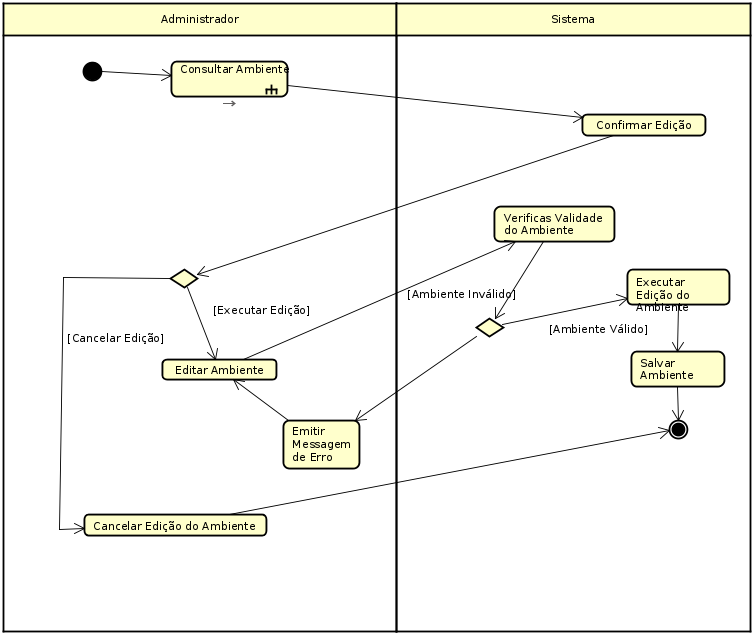 Administrador
Sistema
Consultar Ambiente
Confirmar Edição
Verificas Validade
do Ambiente
Executar
Edição do
Ambiente
[Ambiente Inválido]
[Executar Edição]
[Ambiente Válido]
[Cancelar Edição]
Editar Ambiente
Salvar
Ambiente
Emitir
Messagem
de Erro
Cancelar Edição do Ambiente